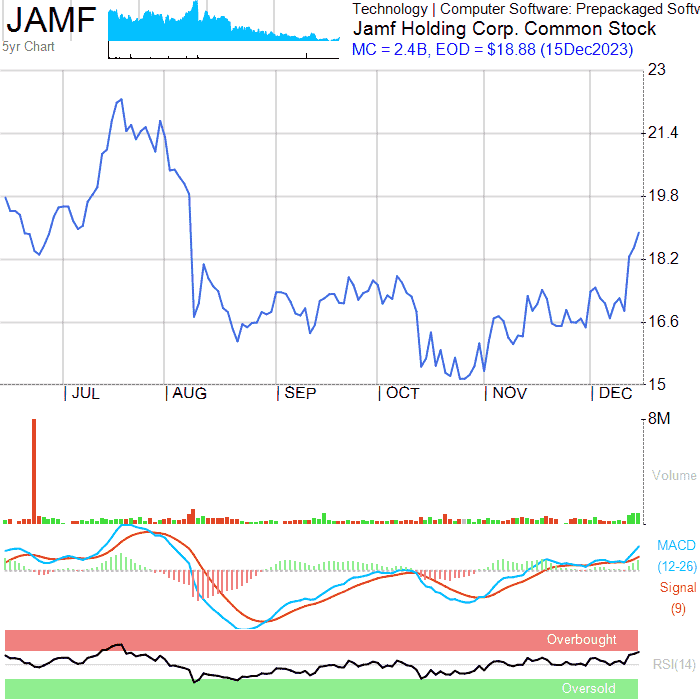 JAMF
5yr Chart
Technology | Computer Software: Prepackaged Softw
Jamf Holding Corp. Common Stock
MC = 2.4B, EOD = $18.88 (15Dec2023)
23
21.4
19.8
18.2
16.6
15
JUL AUG SEP OCT NOV DEC
8M
Volume
MACD
(12-26)
Signal
(9)
Overbought
RSI(14)
Oversold